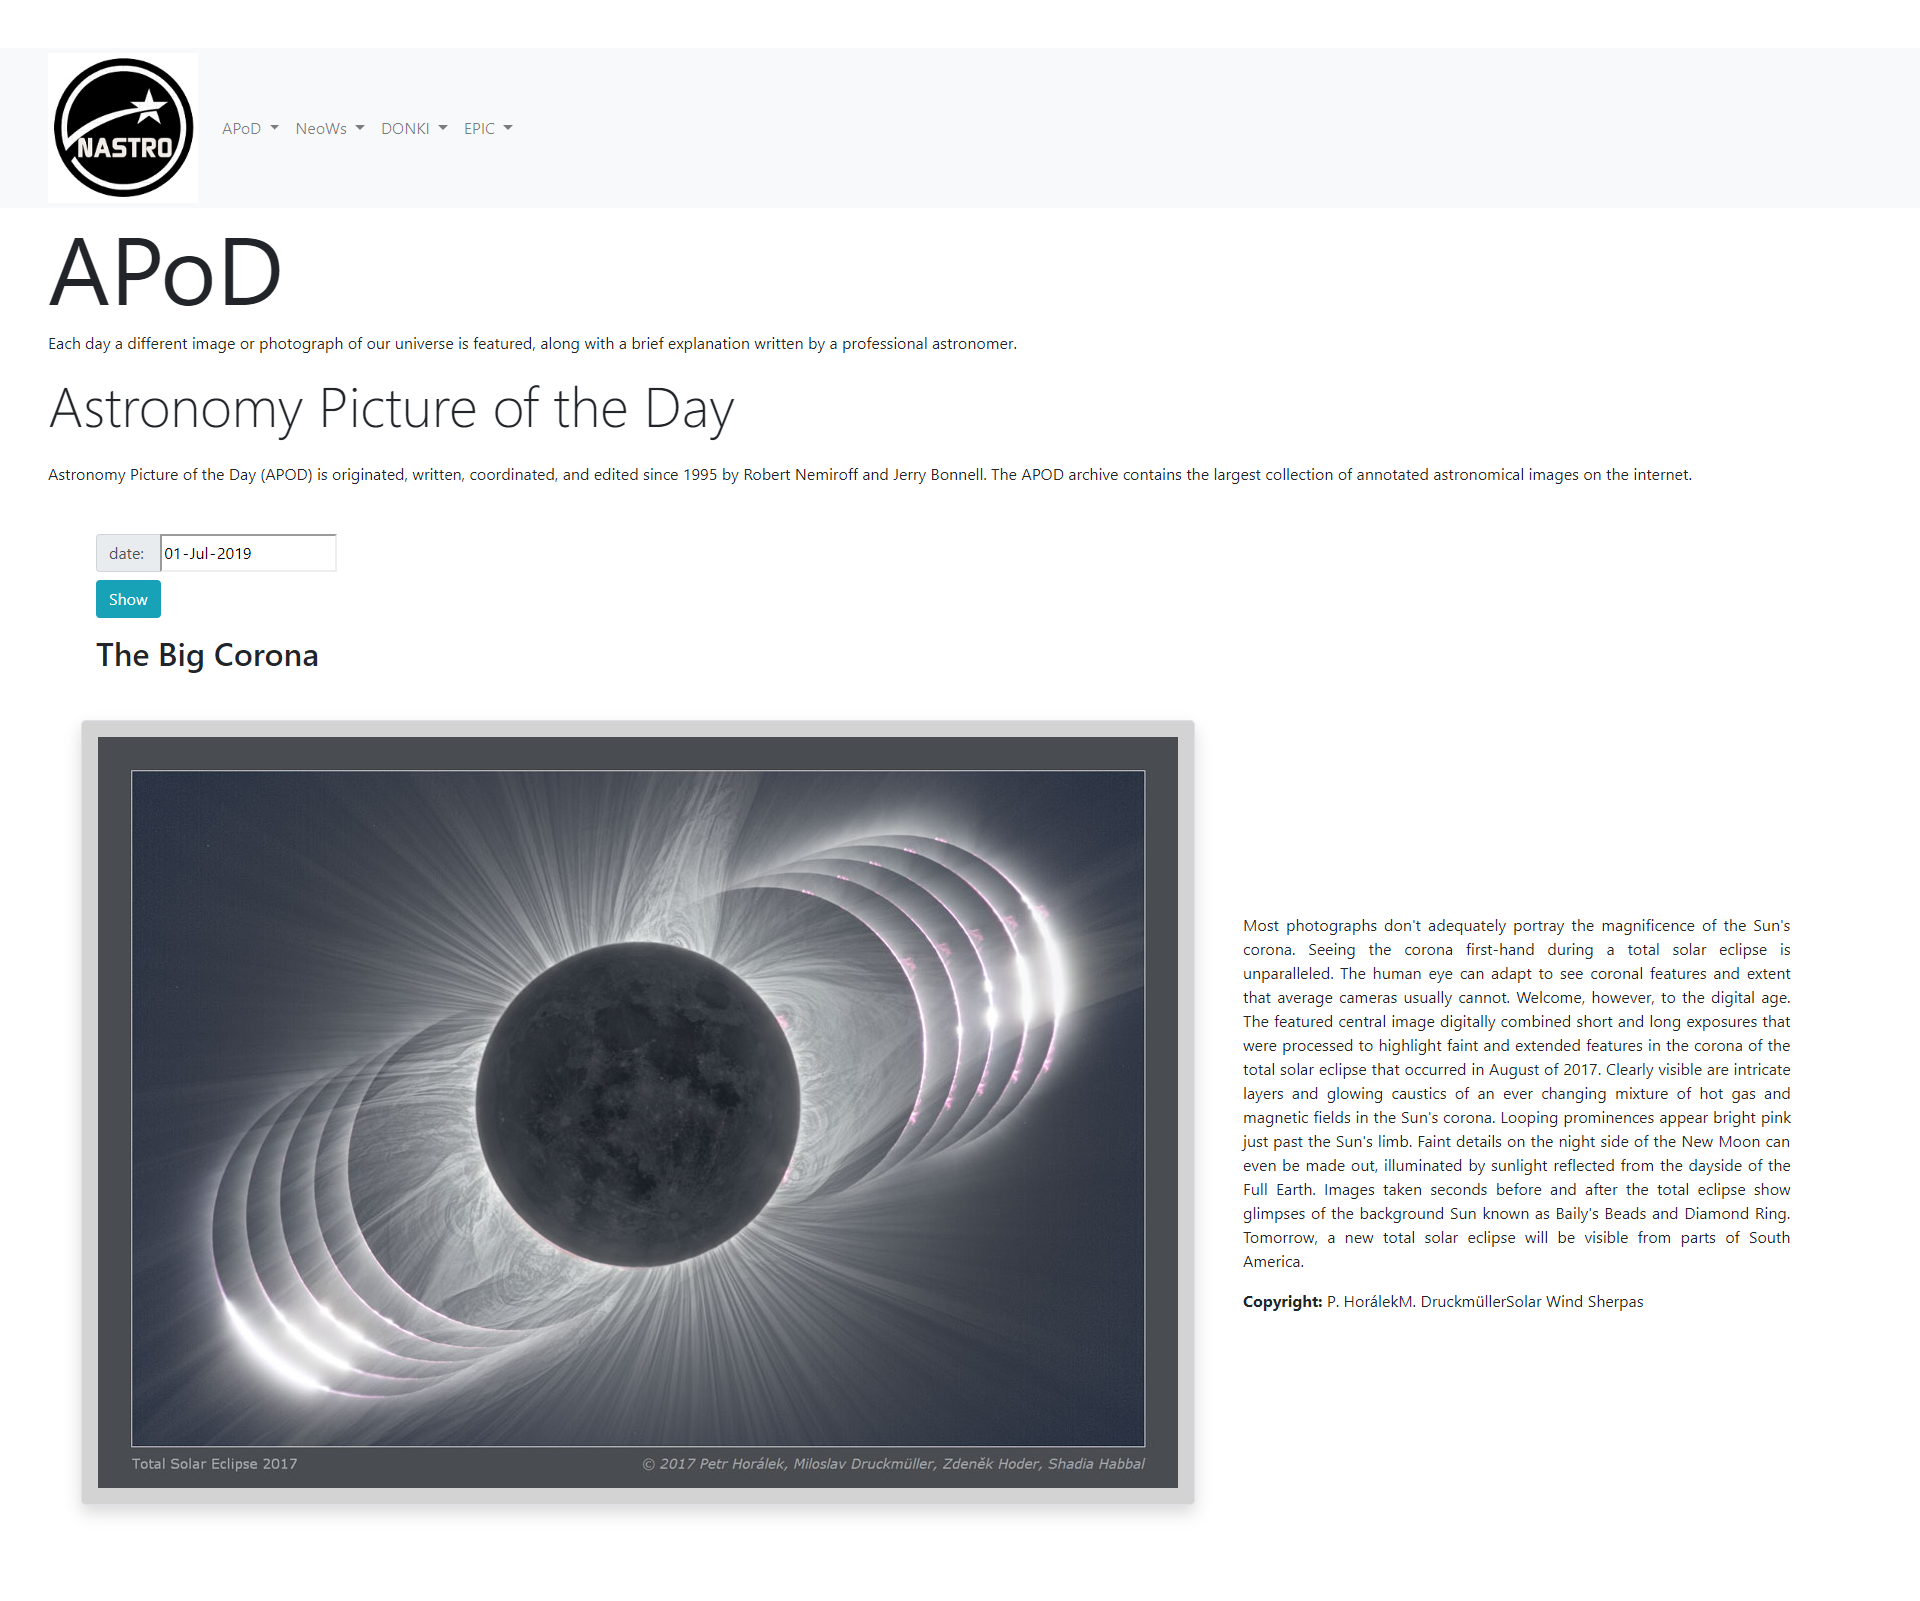 NASTRO
APoD
NeoWs
DONKI
EPIC
APoD
Each day a different image or photograph of our universe is featured, along with a brief explanation written by a professional astronomer.
Astronomy Picture of the Day
Astronomy Picture of the Day (APOD) is originated, written, coordinated, and edited since 1995 by Robert Nemiroff and Jerry Bonnell. The APOD archive contains the largest collection of annotated astronomical images on the internet.
date:
01-Jul-2019
Show
The Big Corona
Total Solar Eclipse 2017
© 2017 Petr Horálek, Miloslav Druckmüller, Zdeněk Hoder, Shadia Habbal
Most photographs don't adequately portray the magnificence of the Sun's
corona. Seeing the corona first-hand during a total solar eclipse is
unparalleled. The human eye can adapt to see coronal features and extent
that average cameras usually cannot. Welcome, however, to the digital age.
The featured central image digitally combined short and long exposures that
were processed to highlight faint and extended features in the corona of the
total solar eclipse that occurred in August of 2017. Clearly visible are intricate
layers and glowing caustics of an ever changing mixture of hot gas and
magnetic fields in the Sun's corona. Looping prominences appear bright pink
just past the Sun's limb. Faint details on the night side of the New Moon can
even be made out, illuminated by sunlight reflected from the dayside of the
Full Earth. Images taken seconds before and after the total eclipse show
glimpses of the background Sun known as Baily's Beads and Diamond Ring.
Tomorrow, a new total solar eclipse will be visible from parts of South
America.
Copyright: P. HorálekM. DruckmüllerSolar Wind Sherpas